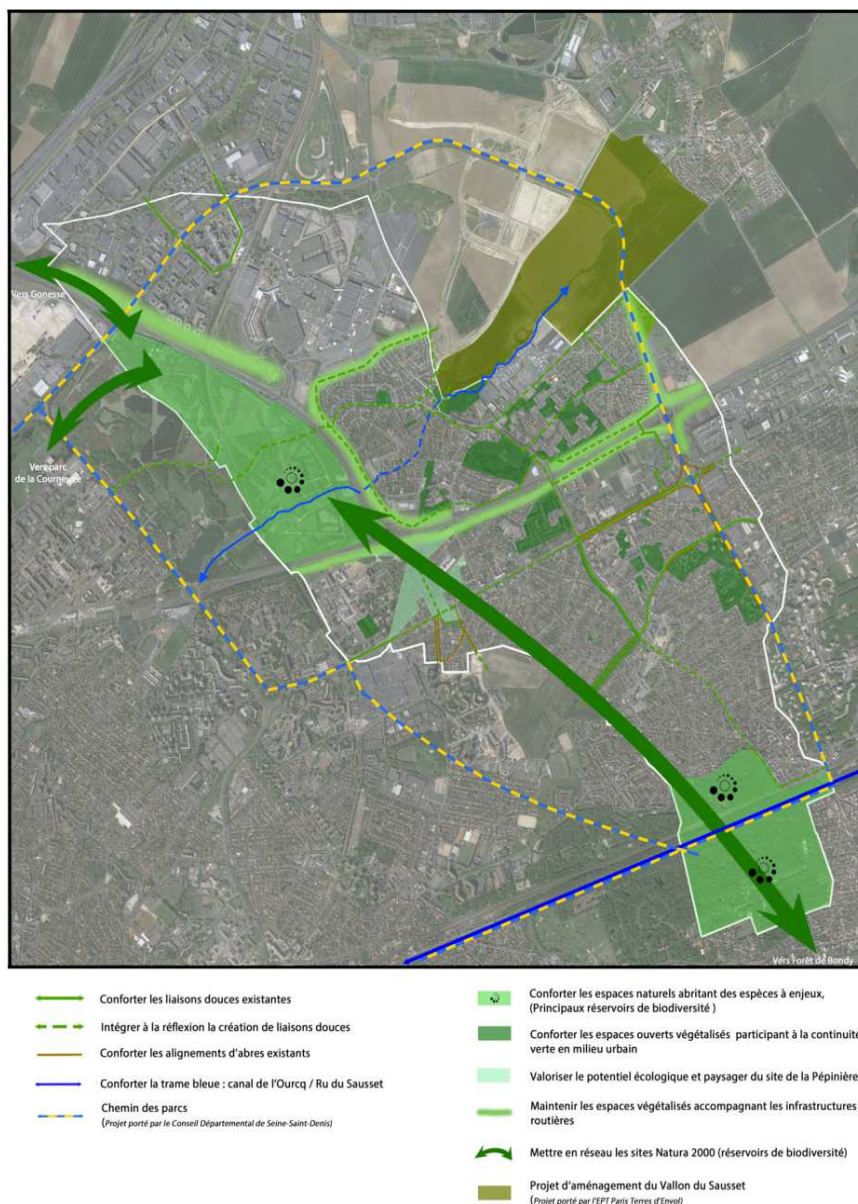 Vers Gonesse
Vers parc
de la Courneuve
Vers Forêt de Bondy
Conforter les liaisons douces existantes
Intégrer à la réflexion la création de liaisons douces
Conforter les alignements d'abres existants
Conforter la trame bleue : canal de l'Ourcq / Ru du Sausset
Chemin des parcs
(Projet porté par le Conseil Départemental de Seine-Saint-Denis)
Conforter les espaces naturels abritant des espèces à enjeux,
(Principaux réservoirs de biodiversité )
Conforter les espaces ouverts végétalisés participant à la continuité
verte en milieu urbain
Valoriser le potentiel écologique et paysager du site de la Pépinière
Maintenir les espaces végétalisés accompagnant les infrastructures
routières
Mettre en réseau les sites Natura 2000 (réservoirs de biodiversité)
Projet d'aménagement du Vallon du Sausset
(Projet porté par l'EPT Paris Terres d'Envol)